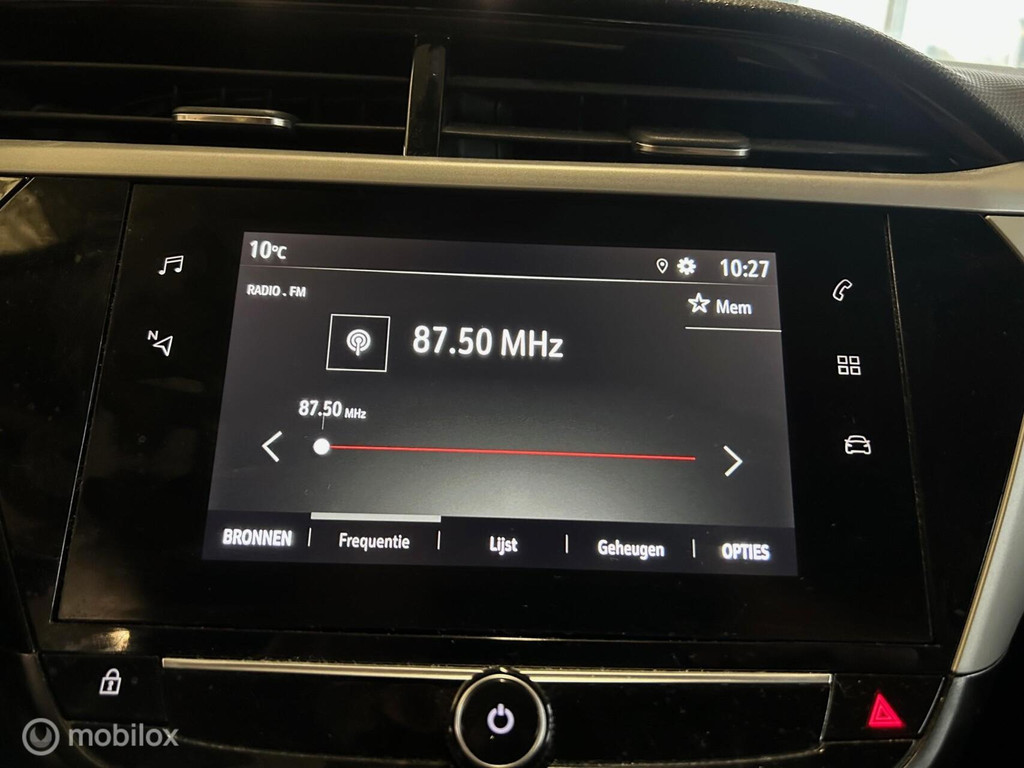 10°C
10:27
RADIO . FM
Mem
87.50 MHz
87.50 MHz
BRONNEN
Frequentie
Lijst
Geheugen
OPTIES
N
mobilox